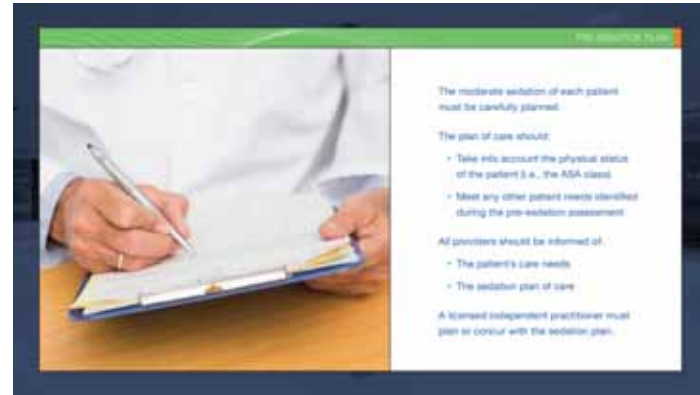 PRE-SEDATION PLAN
The moderate sedation of each patient
must be carefully planned.
The plan of care should:
• Take into account the physical status
of the patient (i.e., the ASA class)
• Meet any other patient needs identified
during the pre-sedation assessment
All providers should be informed of:
• The patient's care needs
• The sedation plan of care
A licensed independent practitioner must
plan or concur with the sedation plan.